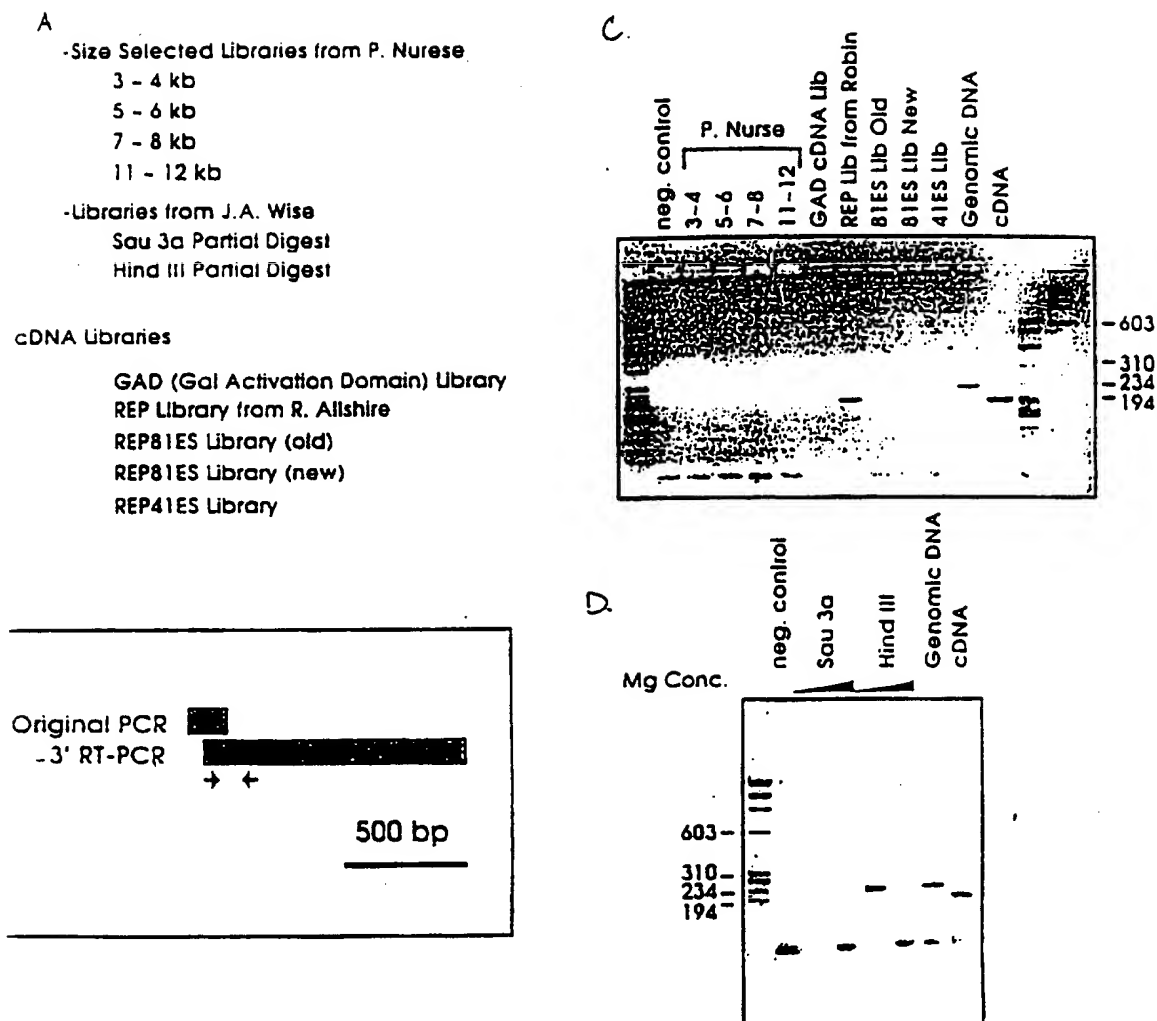 A
-Size Selected Libraries from P. Nurese
3 - 4 kb
5 - 6 kb
7 - 8 kb
11 - 12 kb
-Libraries from J.A. Wise
Sau 3a Partial Digest
Hind III Partial Digest
cDNA Libraries
GAD (Gal Activation Domain) Library
REP Library from R. Allshire
REP81ES Library (old)
REP81ES Library (new)
REP41ES Library
Original PCR
-3' RT-PCR
500 bp
C.
P. Nurse
neg. control
3-4
5-6
7-8
11-12
GAD cDNA Lib
REP Lib from Robin
81ES Lib Old
81ES Lib New
41ES Lib
Genomic DNA
cDNA
-603
-310
-234
-194
D.
neg. control
Sau 3a
Hind III
Genomic DNA
cDNA
Mg Conc.
603-
310
234-
194